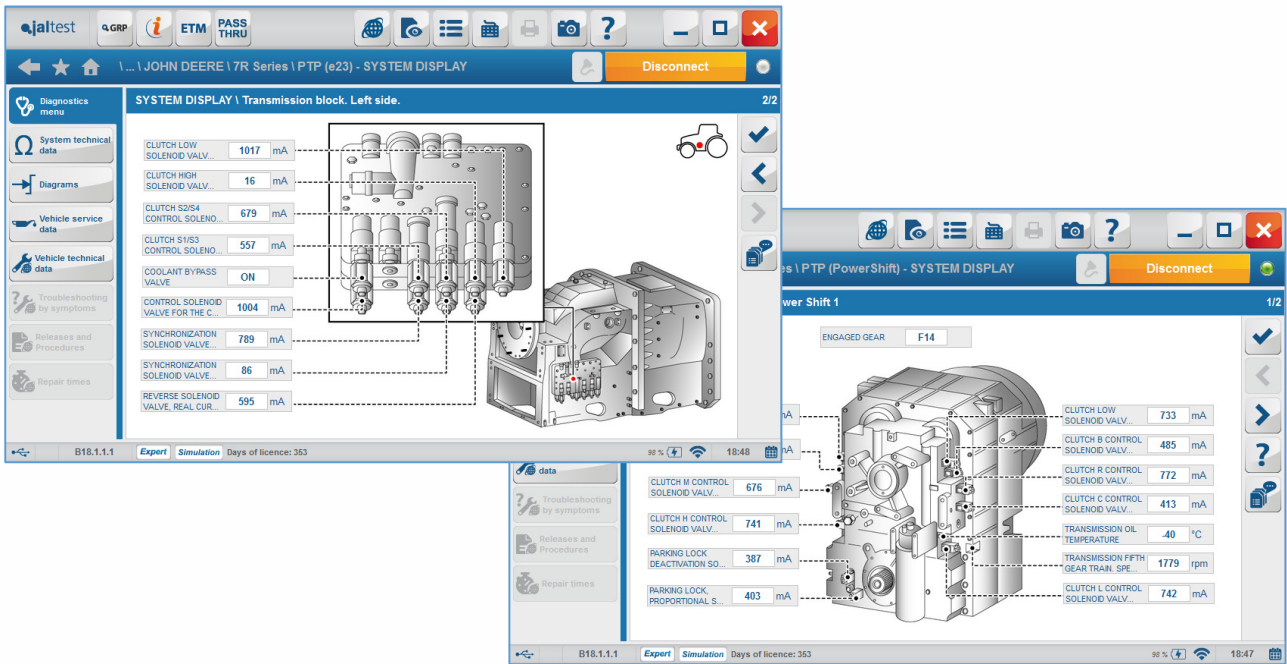 jaltest
GRP
i
ETM
PASS
THRU
?
\ ... \ JOHN DEERE \ 7R Series \ PTP (e23) - SYSTEM DISPLAY
Disconnect
Diagnostics
menu
System technical
data
Diagrams
Vehicle service
data
Vehicle technical
data
Troubleshooting
by symptoms
Releases and
Procedures
Repair times
SYSTEM DISPLAY \ Transmission block. Left side.
2/2
CLUTCH LOW
SOLENOID VALV...
1017 mA
CLUTCH HIGH
SOLENOID VALV...
16 mA
CLUTCH S2/S4
CONTROL SOLENO...
679 mA
CLUTCH S1/S3
CONTROL SOLENO...
557 mA
COOLANT BYPASS
VALVE
ON
CONTROL SOLENOID
VALVE FOR THE C...
1004 mA
SYNCHRONIZATION
SOLENOID VALVE...
789 mA
SYNCHRONIZATION
SOLENOID VALVE...
86 mA
REVERSE SOLENOID
VALVE, REAL CUR...
595 mA
B18.1.1.1
Expert
Simulation
Days of licence: 353
98 %
18:48
?
es \ PTP (PowerShift) - SYSTEM DISPLAY
Disconnect
wer Shift 1
1/2
ENGAGED GEAR
F14
mA
mA
CLUTCH M CONTROL
SOLENOID VALV...
676 mA
CLUTCH H CONTROL
SOLENOID VALV...
741 mA
PARKING LOCK
DEACTIVATION SO...
387 mA
PARKING LOCK,
PROPORTIONAL S...
403 mA
CLUTCH LOW
SOLENOID VALV...
733 mA
CLUTCH B CONTROL
SOLENOID VALV...
485 mA
CLUTCH R CONTROL
SOLENOID VALV...
772 mA
CLUTCH C CONTROL
SOLENOID VALV...
413 mA
TRANSMISSION OIL
TEMPERATURE
-40 °C
TRANSMISSION FIFTH
GEAR TRAIN. SPE...
1779 rpm
CLUTCH L CONTROL
SOLENOID VALV...
742 mA
?
data
Troubleshooting
by symptoms
Releases and
Procedures
Repair times
B18.1.1.1
Expert
Simulation
Days of licence: 353
98 %
18:47